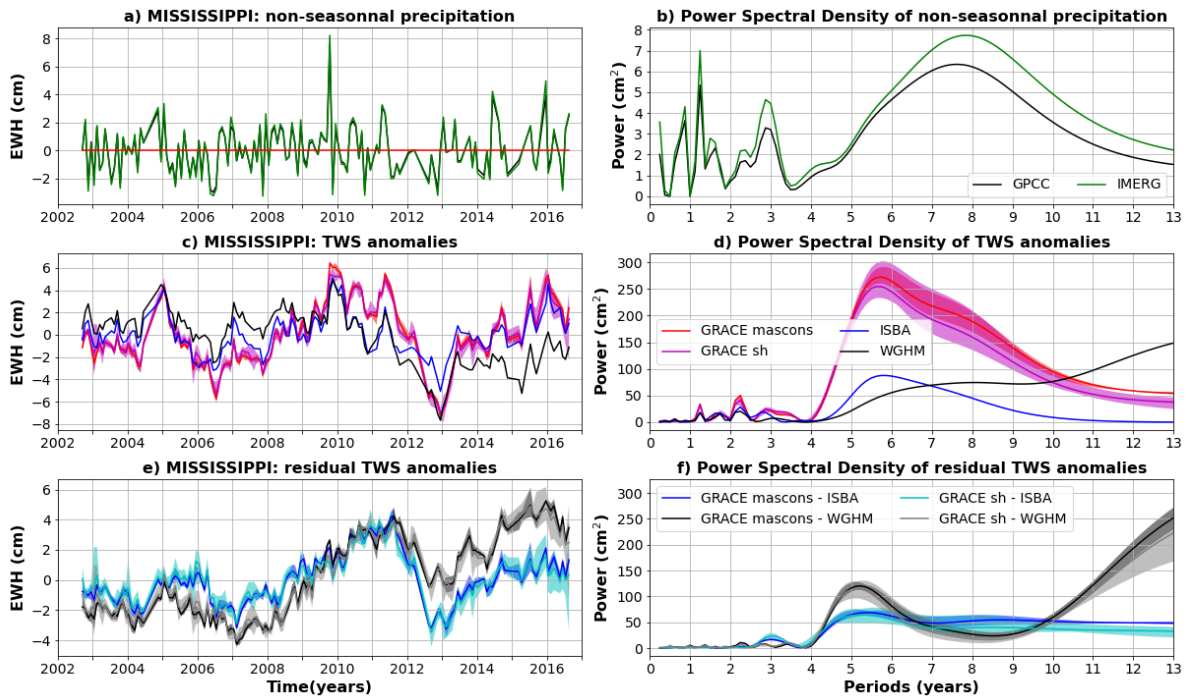 a) MISSISSIPPI: non-seasonnal precipitation
EWH (cm)
8
6
4
2
0
−2
2002 2004 2006 2008 2010 2012 2014 2016
b) Power Spectral Density of non-seasonnal precipitation
Power (cm²)
8
7
6
5
4
3
2
1
0
GPCC IMERG
0 1 2 3 4 5 6 7 8 9 10 11 12 13
c) MISSISSIPPI: TWS anomalies
EWH (cm)
6
4
2
0
−2
−4
−6
−8
2002 2004 2006 2008 2010 2012 2014 2016
d) Power Spectral Density of TWS anomalies
Power (cm²)
300
250
200
150
100
50
0
GRACE mascons ISBA
GRACE sh WGHM
0 1 2 3 4 5 6 7 8 9 10 11 12 13
e) MISSISSIPPI: residual TWS anomalies
EWH (cm)
6
4
2
0
−2
−4
2002 2004 2006 2008 2010 2012 2014 2016
Time(years)
f) Power Spectral Density of residual TWS anomalies
Power (cm²)
300
250
200
150
100
50
0
GRACE mascons - ISBA GRACE sh - ISBA
GRACE mascons - WGHM GRACE sh - WGHM
0 1 2 3 4 5 6 7 8 9 10 11 12 13
Periods (years)